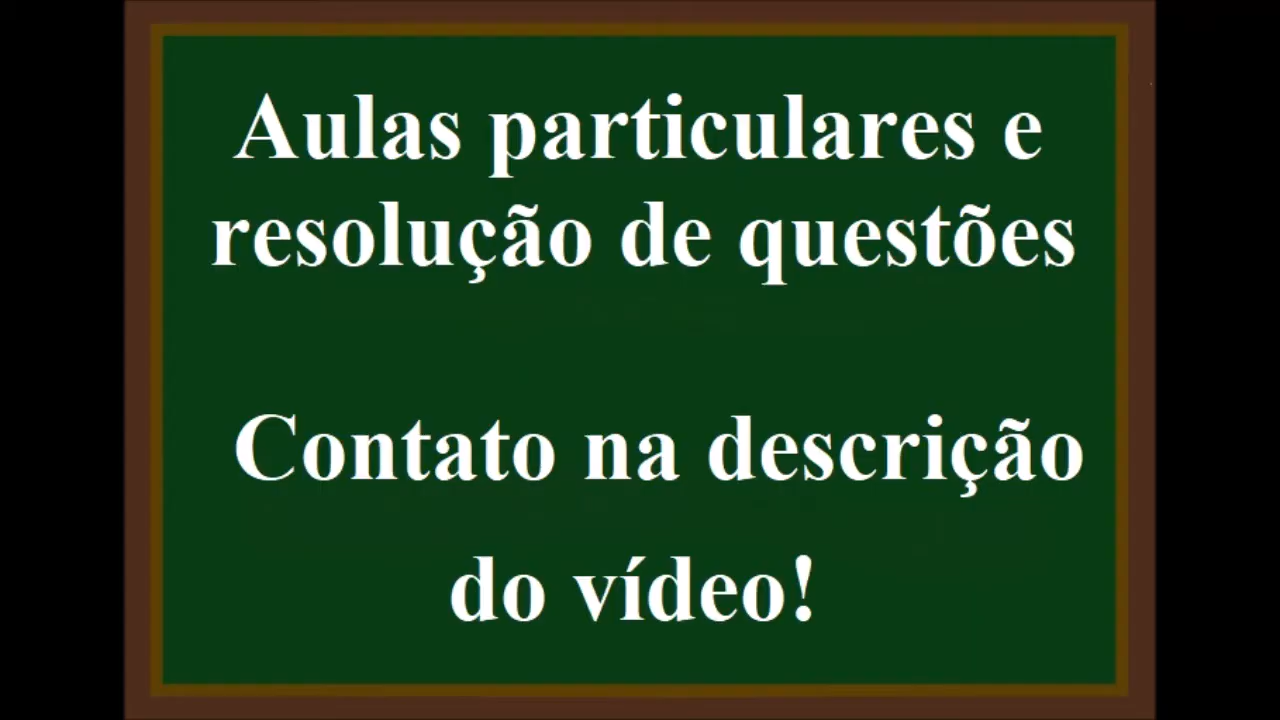 Aulas particulares e
resolução de questões
Contato na descrição
do vídeo!